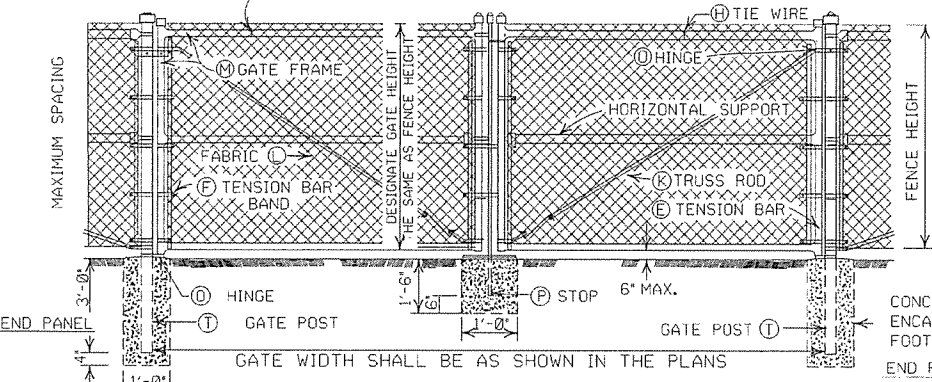 Ⓗ TIE WIRE
Ⓜ GATE FRAME
Ⓞ HINGE
MAXIMUM SPACING
DESIGNATE GATE HEIGHT
THE SAME AS FENCE HEIGHT
FENCE HEIGHT
HORIZONTAL SUPPORT
FABRIC Ⓛ
Ⓕ TENSION BAR
BAND
Ⓚ TRUSS ROD
Ⓔ TENSION BAR
3'-0"
Ⓞ HINGE
1'-6"
6"
Ⓟ STOP
6" MAX.
END PANEL
Ⓣ GATE POST
1'-0"
GATE POST Ⓣ
CONC
ENCA
FOOT
4"
GATE WIDTH SHALL BE AS SHOWN IN THE PLANS
END P
1'-0"